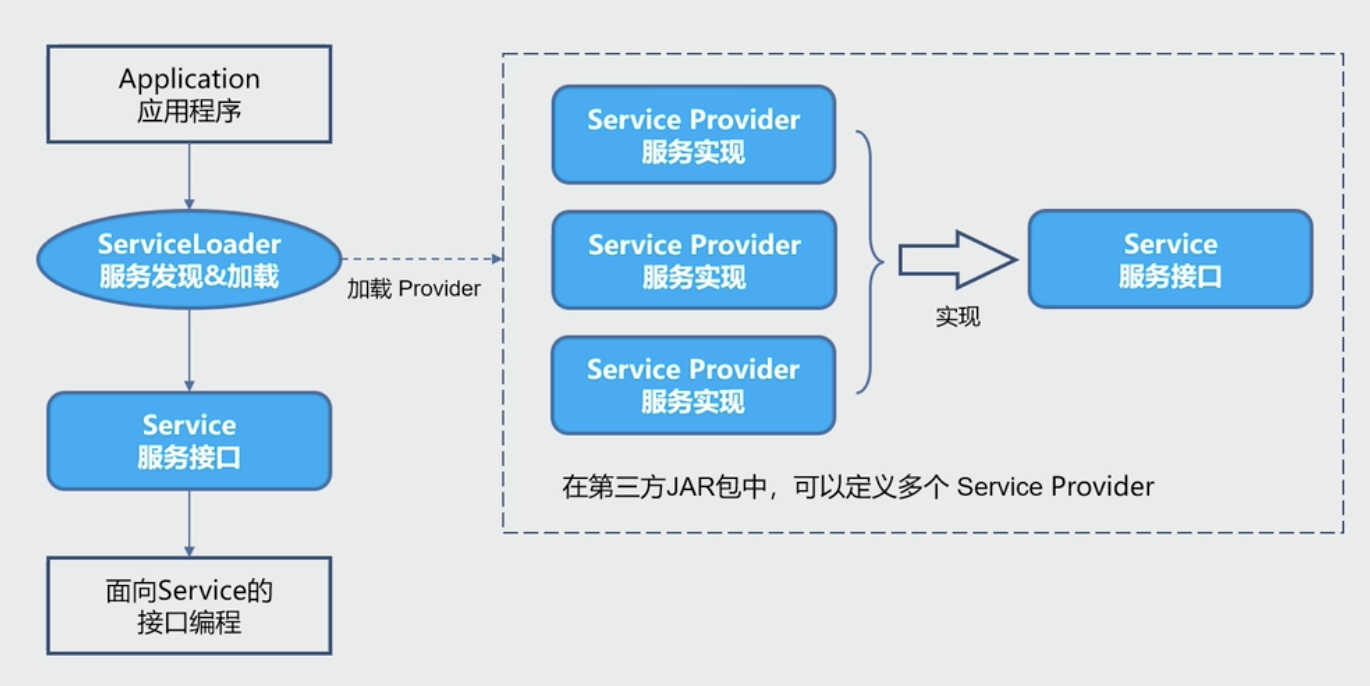 Application
应用程序
ServiceLoader
服务发现&加载
加载 Provider
Service
服务接口
面向Service的
接口编程
Service Provider
服务实现
Service Provider
服务实现
Service Provider
服务实现
实现
Service
服务接口
在第三方JAR包中，可以定义多个 Service Provider